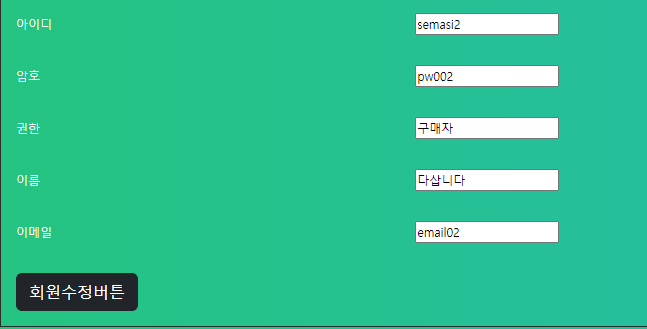 아이디 semasi2
암호 pw002
권한 구매자
이름 다삽니다
이메일 email02
회원수정버튼